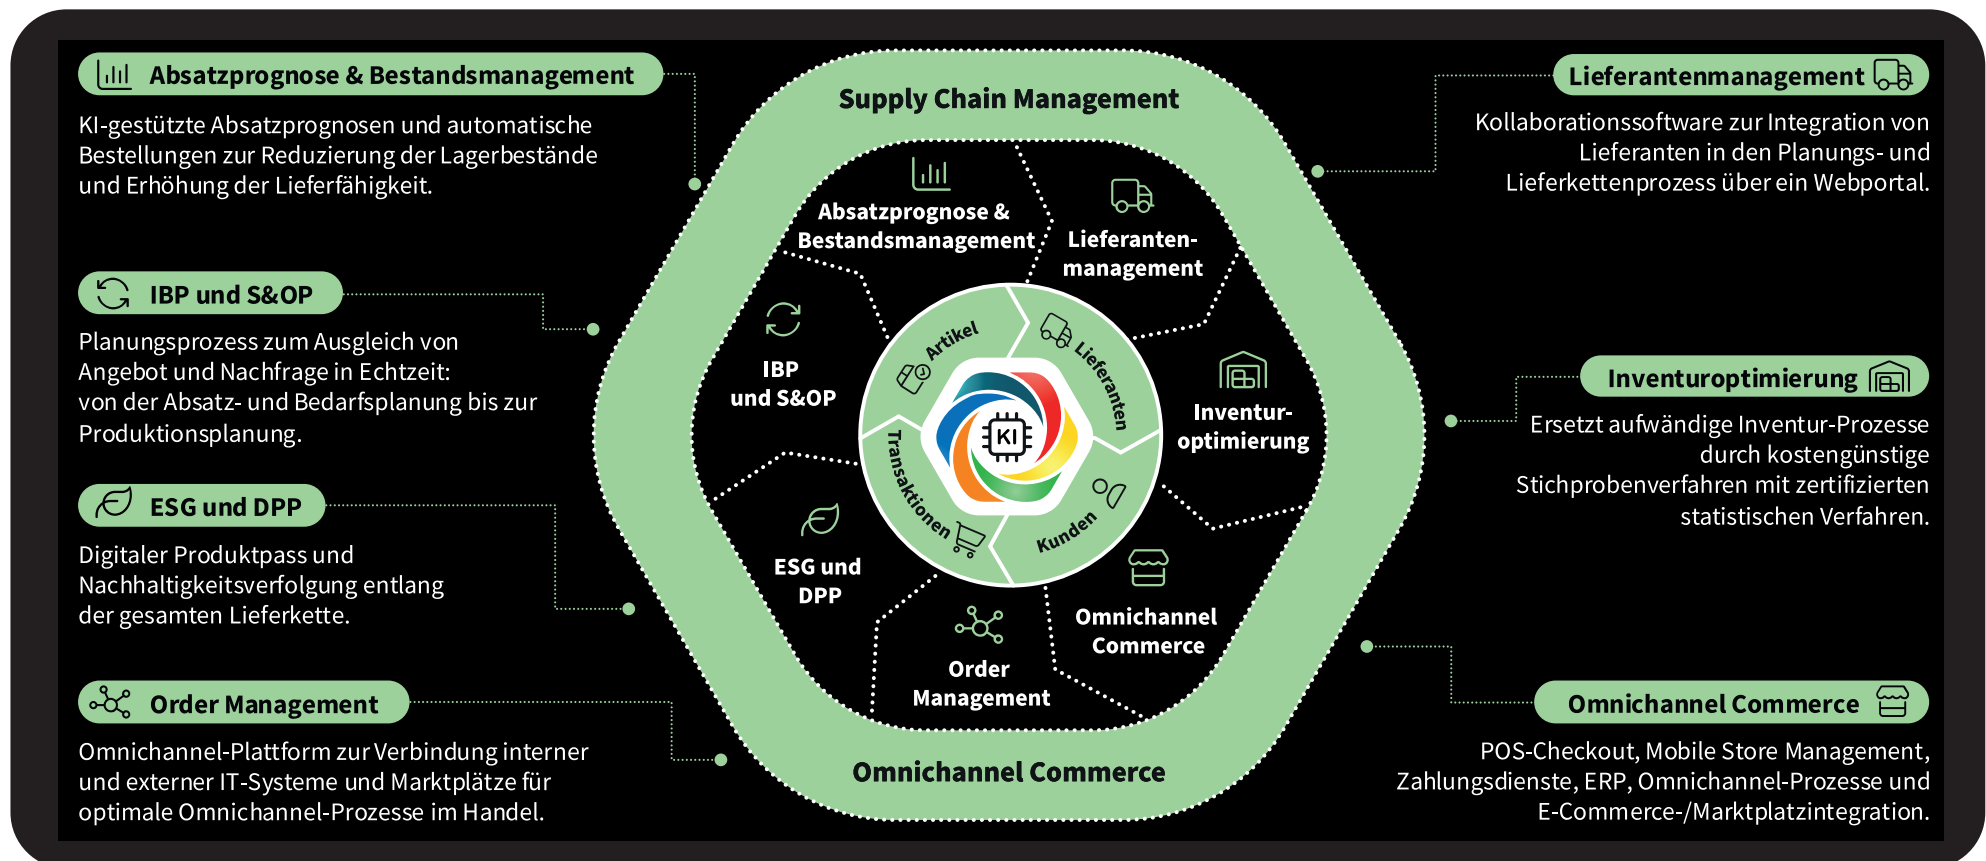 Absatzprognose & Bestandsmanagement
KI-gestützte Absatzprognosen und automatische
Bestellungen zur Reduzierung der Lagerbestände
und Erhöhung der Lieferfähigkeit.
IBP und S&OP
Planungsprozess zum Ausgleich von
Angebot und Nachfrage in Echtzeit:
von der Absatz- und Bedarfsplanung bis zur
Produktionsplanung.
ESG und DPP
Digitaler Produktpass und
Nachhaltigkeitsverfolgung entlang
der gesamten Lieferkette.
Order Management
Omnichannel-Plattform zur Verbindung interner
und externer IT-Systeme und Marktplätze für
optimale Omnichannel-Prozesse im Handel.
Supply Chain Management
Absatzprognose &
Bestandsmanagement
Lieferanten-
management
IBP
und S&OP
Inventur-
optimierung
ESG und
DPP
Omnichannel
Commerce
Order
Management
Artikel
Lieferanten
Transaktionen
Kunden
KI
Omnichannel Commerce
Lieferantenmanagement
Kollaborationssoftware zur Integration von
Lieferanten in den Planungs- und
Lieferkettenprozess über ein Webportal.
Inventuroptimierung
Ersetzt aufwändige Inventur-Prozesse
durch kostengünstige
Stichprobenverfahren mit zertifizierten
statistischen Verfahren.
Omnichannel Commerce
POS-Checkout, Mobile Store Management,
Zahlungsdienste, ERP, Omnichannel-Prozesse und
E-Commerce-/Marktplatzintegration.